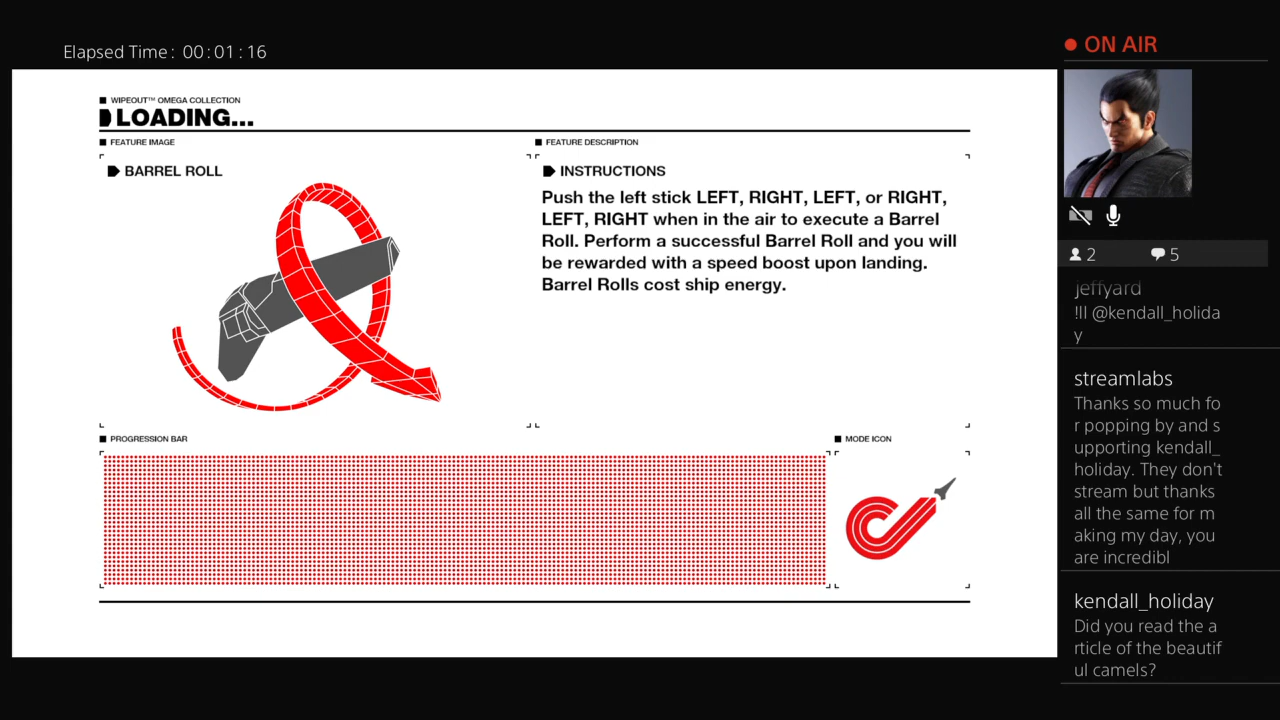 Elapsed Time: 00:01:16
ON AIR
WIPEOUT™ OMEGA COLLECTION
LOADING...
FEATURE IMAGE
BARREL ROLL
FEATURE DESCRIPTION
INSTRUCTIONS
Push the left stick LEFT, RIGHT, LEFT, or RIGHT,
LEFT, RIGHT when in the air to execute a Barrel
Roll. Perform a successful Barrel Roll and you will
be rewarded with a speed boost upon landing.
Barrel Rolls cost ship energy.
PROGRESSION BAR
MODE ICON
2
5
jeffyard
!ll @kendall_holida
y
streamlabs
Thanks so much fo
r popping by and s
upporting kendall_
holiday. They don't
stream but thanks
all the same for m
aking my day, you
are incredibl
kendall_holiday
Did you read the a
rticle of the beautif
ul camels?